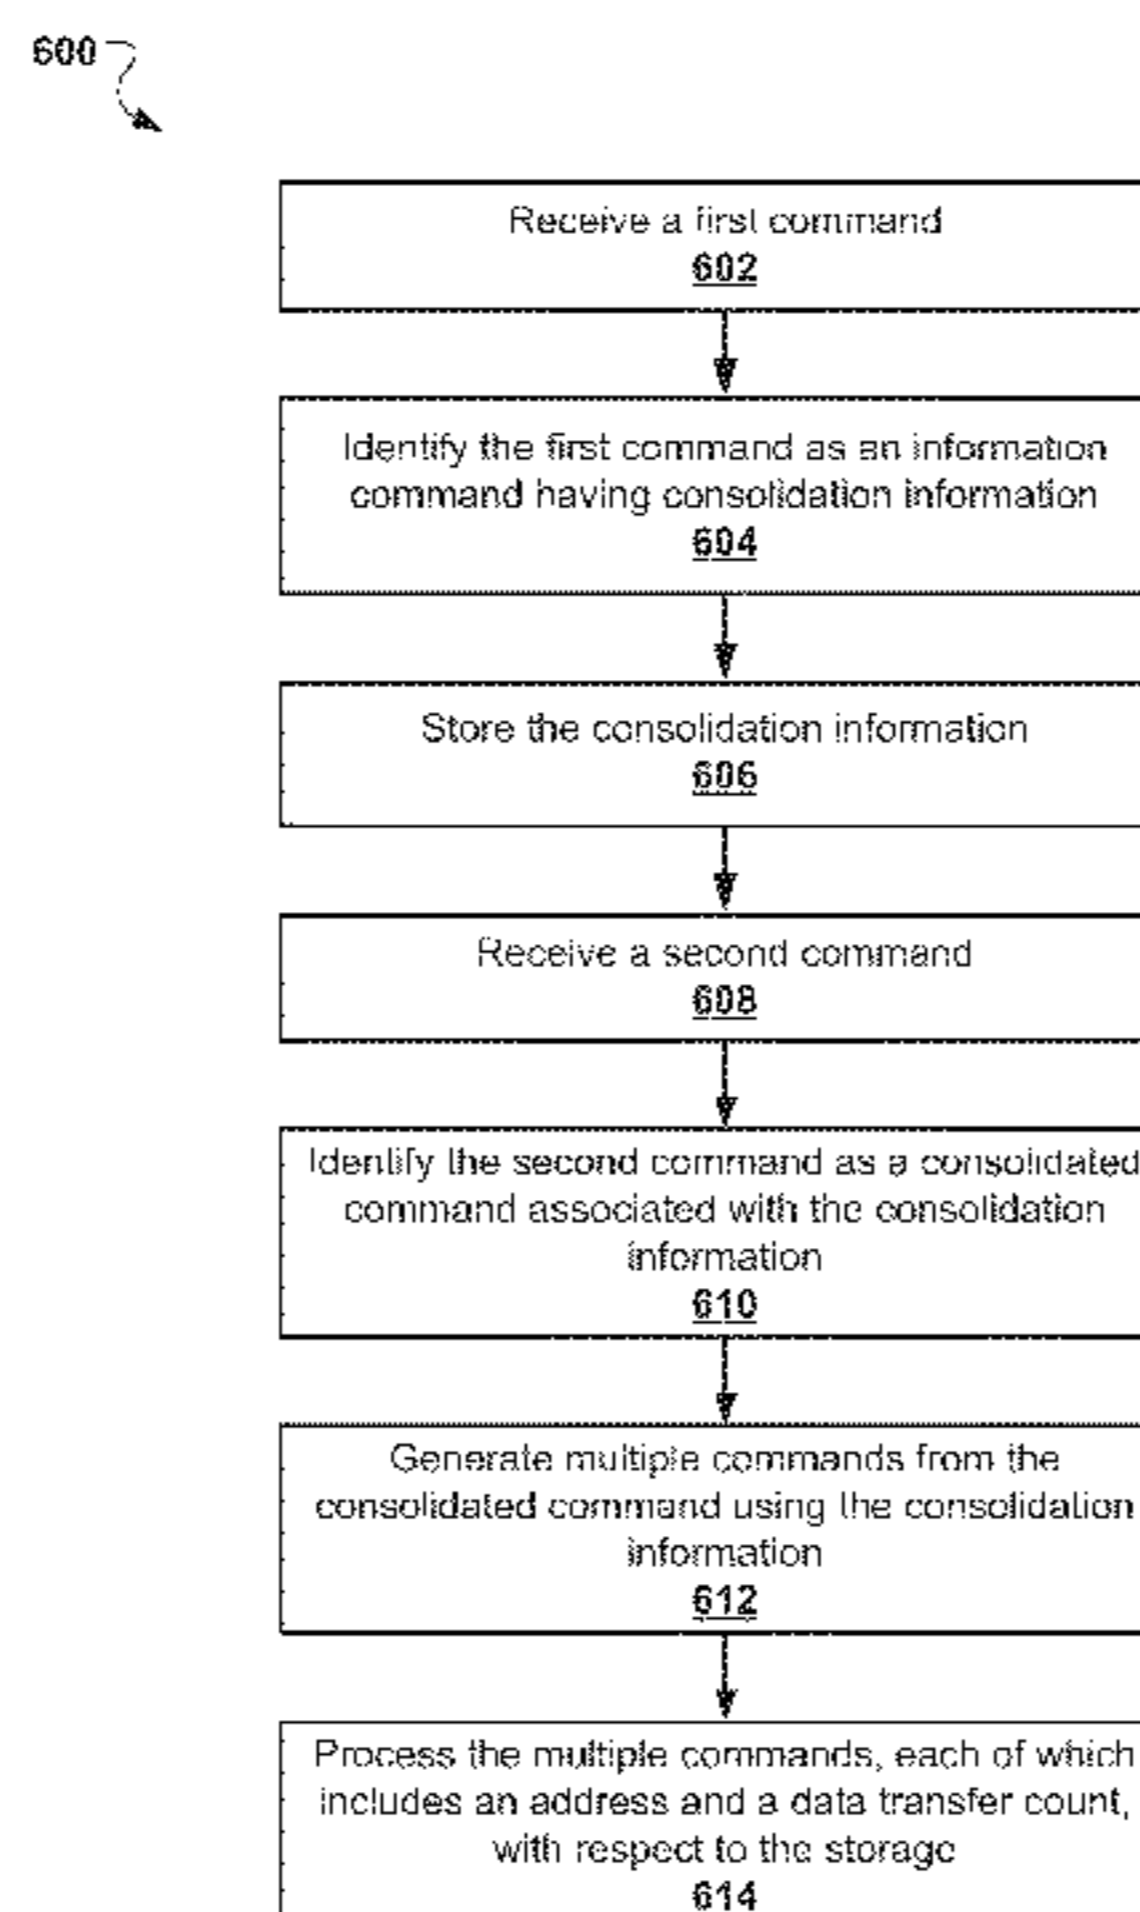 600
Receive a first command
602
Identify the first command as an information
command having consolidation information
604
Store the consolidation information
606
Receive a second command
608
Identify the second command as a consolidated
command associated with the consolidation
information
610
Generate multiple commands from the
consolidated command using the consolidation
information
612
Process the multiple commands, each of which
includes an address and a data transfer count,
with respect to the storage
614